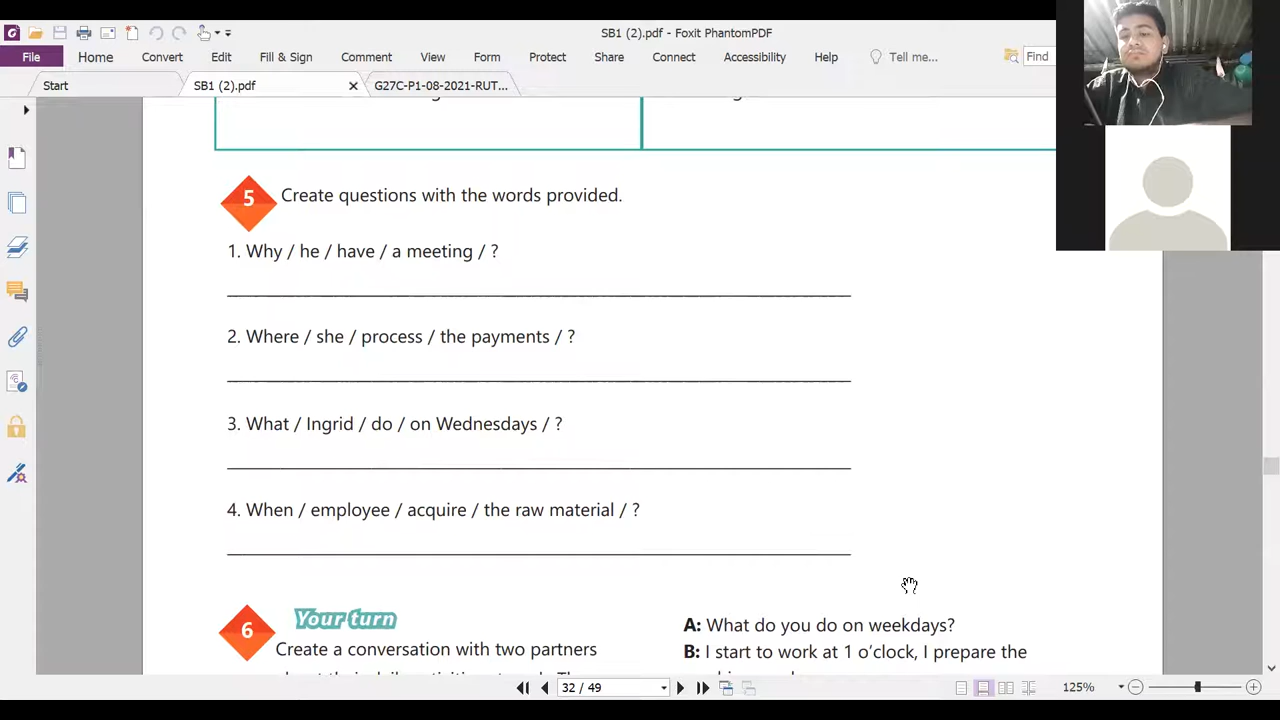 SB1 (2).pdf - Foxit PhantomPDF
File Home Convert Fill & Sign Comment View Form Protect Share Connect Accessibility Help Tell me... Find
Start SB1 (2).pdf G27C-P1-08-2021-RUT...
5 Create questions with the words provided.
1. Why / he / have / a meeting / ?
2. Where / she / process / the payments / ?
3. What / Ingrid / do / on Wednesdays / ?
4. When / employee / acquire / the raw material / ?
6 Your turn
Create a conversation with two partners
A: What do you do on weekdays?
B: I start to work at 1 o'clock, I prepare the
32 / 49
125%